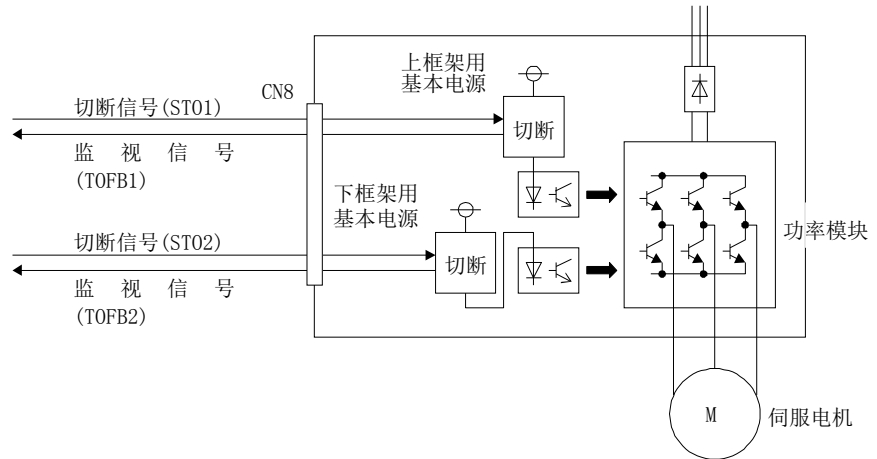 上框架用
基本电源
CN8
切断信号(STO1)
切断
监视信号
(TOFB1)
下框架用
基本电源
功率模块
切断信号(STO2)
切断
监视信号
(TOFB2)
M
伺服电机